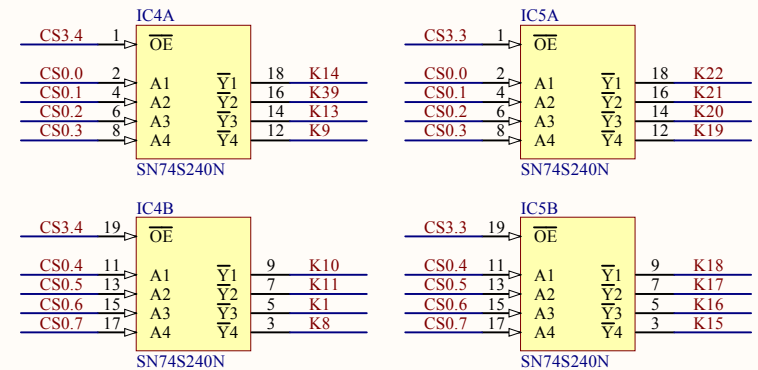 IC4A
CS3.4 1 OE
CS0.0 2 A1 Y1 18 K14
CS0.1 4 A2 Y2 16 K39
CS0.2 6 A3 Y3 14 K13
CS0.3 8 A4 Y4 12 K9
SN74S240N
IC5A
CS3.3 1 OE
CS0.0 2 A1 Y1 18 K22
CS0.1 4 A2 Y2 16 K21
CS0.2 6 A3 Y3 14 K20
CS0.3 8 A4 Y4 12 K19
SN74S240N
IC4B
CS3.4 19 OE
CS0.4 11 A1 Y1 9 K10
CS0.5 13 A2 Y2 7 K11
CS0.6 15 A3 Y3 5 K1
CS0.7 17 A4 Y4 3 K8
SN74S240N
IC5B
CS3.3 19 OE
CS0.4 11 A1 Y1 9 K18
CS0.5 13 A2 Y2 7 K17
CS0.6 15 A3 Y3 5 K16
CS0.7 17 A4 Y4 3 K15
SN74S240N